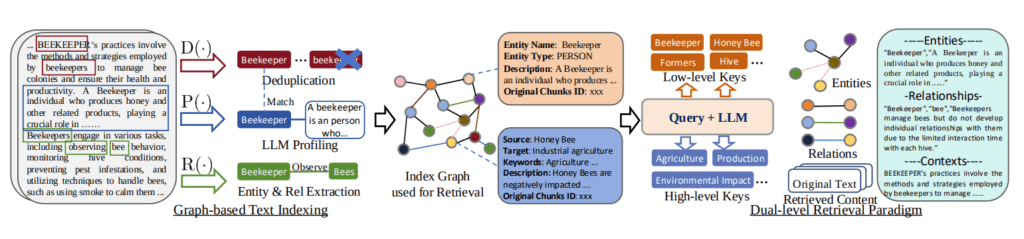 ... BEEKEEPER's practices involve
the methods and strategies employed
by beekeepers to manage bee
colonies and ensure their health and
productivity. A Beekeeper is an
individual who produces honey and
other related products, playing a
crucial role in ……
Beekeepers engage in various tasks,
including observing bee behavior,
monitoring hive conditions,
preventing pest infestations, and
utilizing techniques to handle bees,
such as using smoke to calm them ...
D(·)
P(·)
R(·)
Beekeeper ... beekeeper
Deduplication
Match
Beekeeper
A beekeeper
is an person
who...
LLM Profiling
Beekeeper Observe Bees
Entity & Rel Extraction
Graph-based Text Indexing
Index Graph
used for Retrieval
Entity Name: Beekeeper
Entity Type: PERSON
Description: A Beekeeper is
an individual who produces ...
Original Chunks ID: xxx
Source: Honey Bee
Target: Industrial agriculture
Keywords: Agriculture ...
Description: Honey Bees are
negatively impacted ...
Original Chunks ID: xxx
Beekeeper Honey Bee
Formers Hive ...
Low-level Keys
Query + LLM
Agriculture Production
Environmental Impact ...
High-level Keys
Entities
Relations
Original Text
Retrieved Content
Dual-level Retrieval Paradigm
-----Entities-----
"Beekeeper","A Beekeeper is an
individual who produces honey and
other related products, playing a
crucial role in ……"
----Relationships-
"Beekeeper","bee","Beekeepers
manage bees but do not develop
individual relationships with them
due to the limited interaction time
with each hive."
----Contexts----
BEEKEEPER's practices involve the
methods and strategies employed
by beekeepers to manage ……